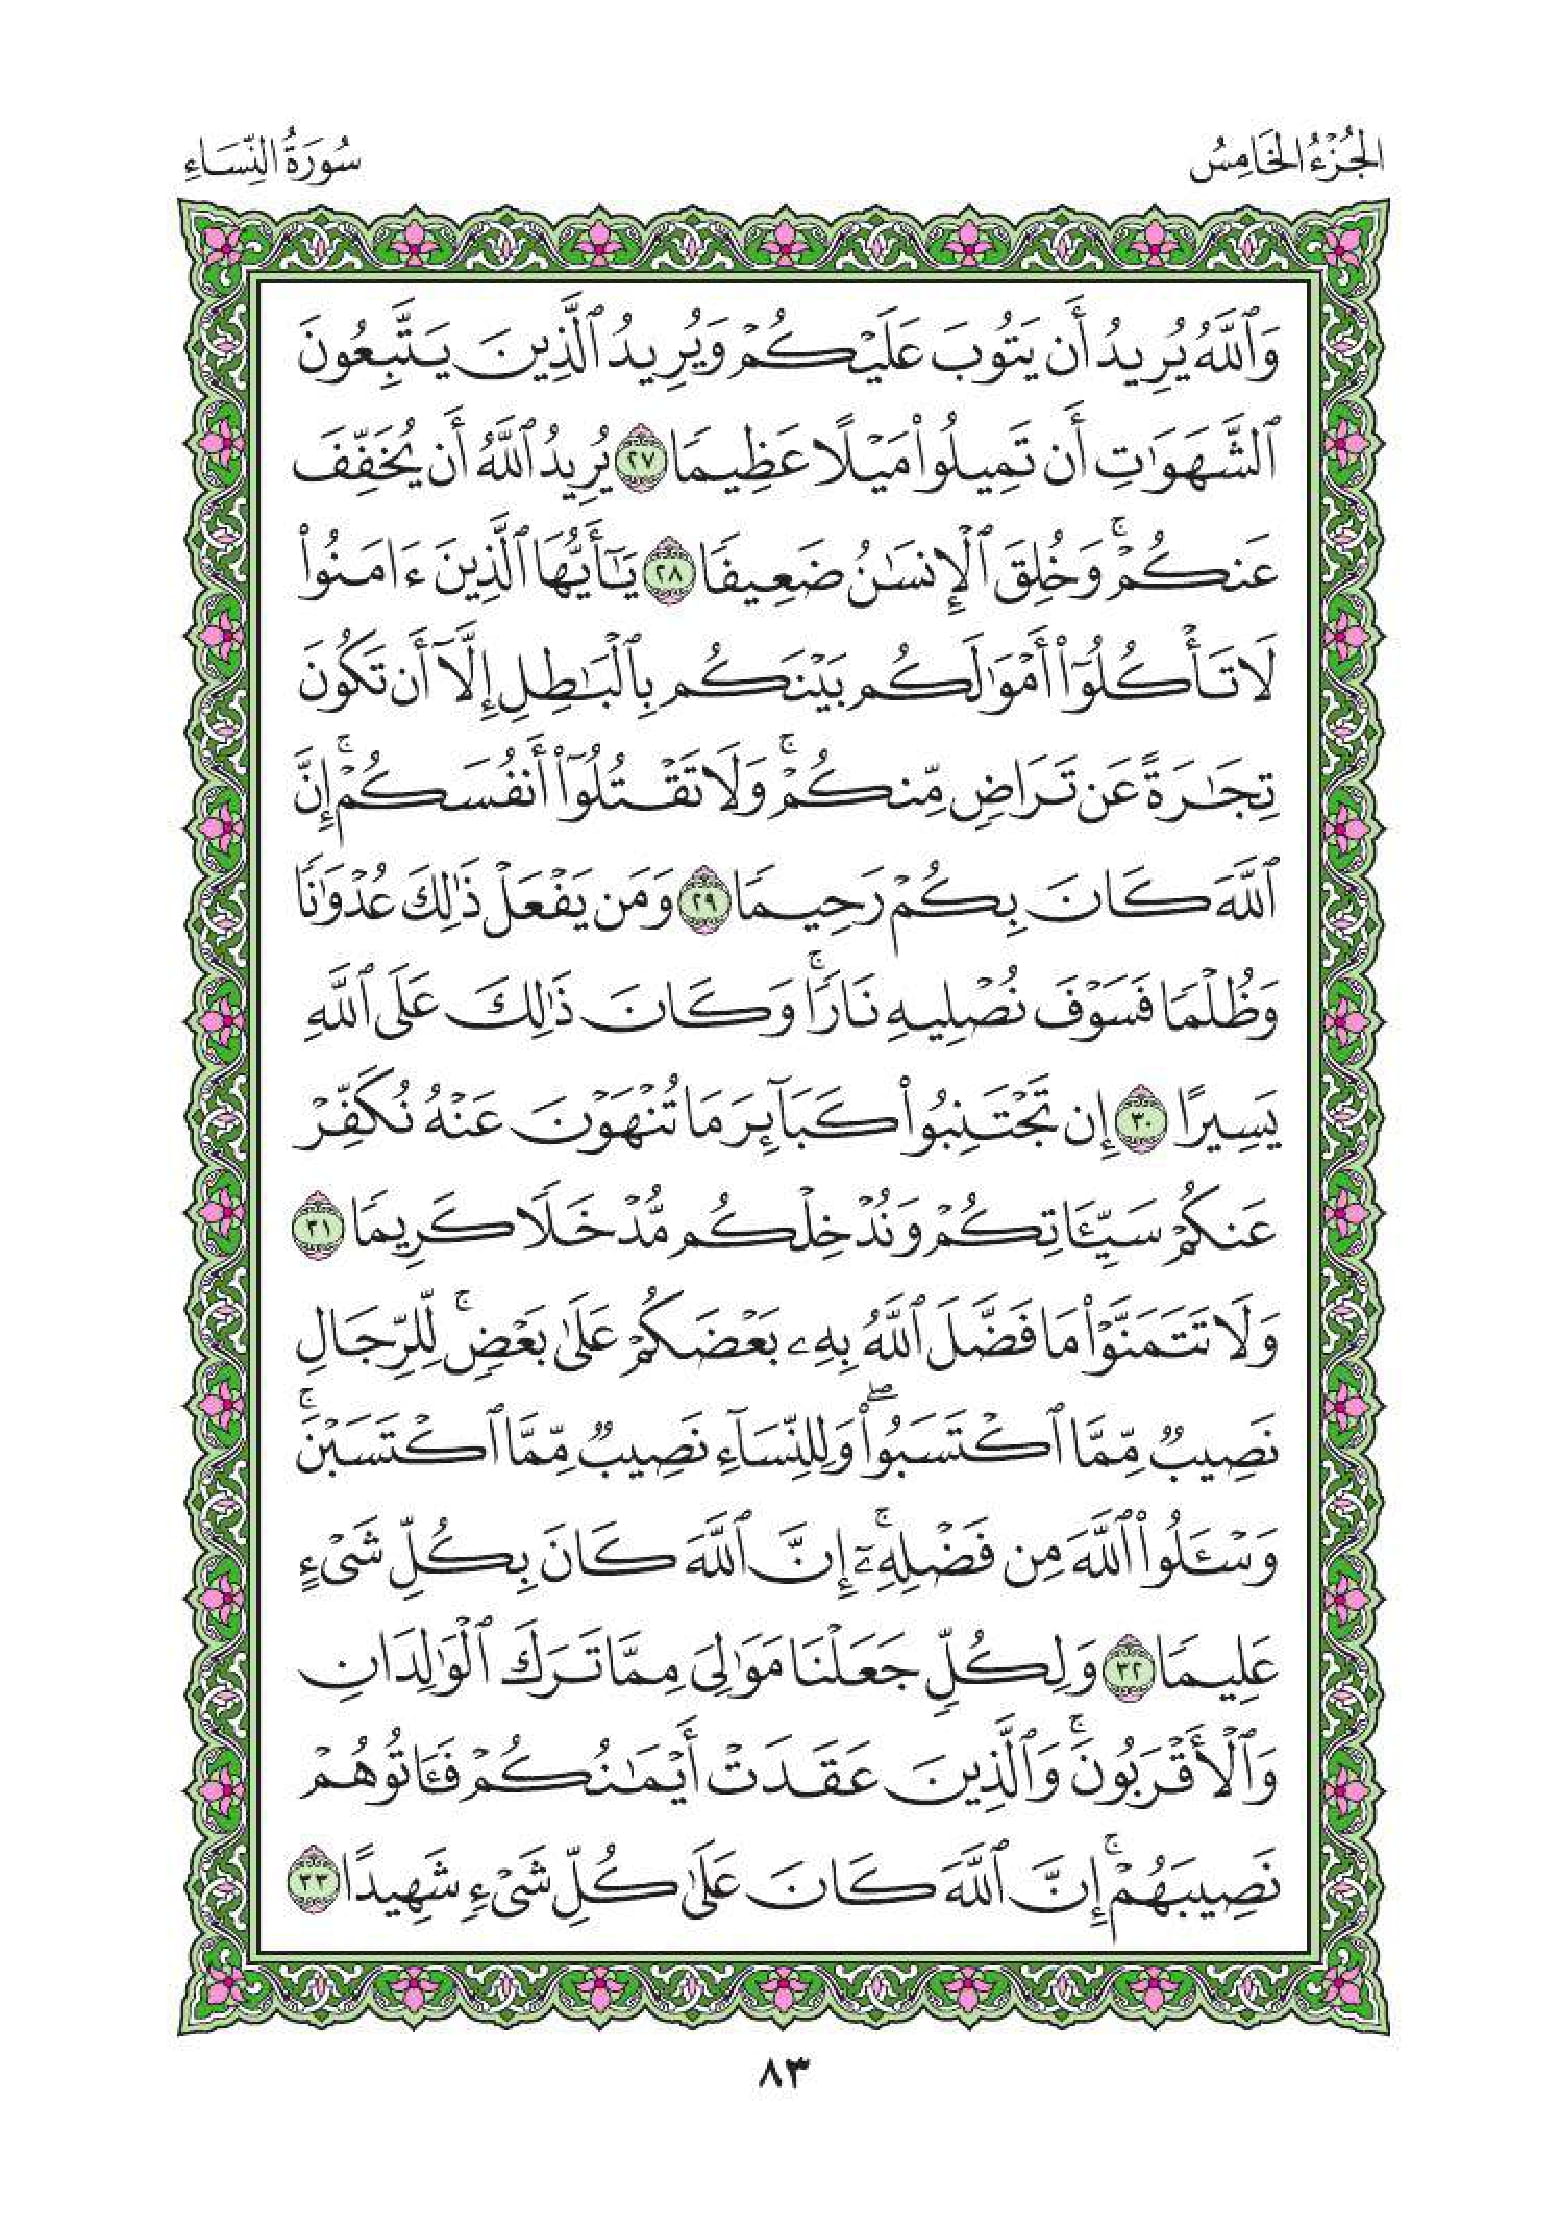 الجُزْءُ الخَامِسُ
سُورَةُ النِّسَاءِ
وَٱللَّهُ يُرِيدُ أَن يَتُوبَ عَلَيْكُمْ وَيُرِيدُ ٱلَّذِينَ يَتَّبِعُونَ
ٱلشَّهَوَٰتِ أَن تَمِيلُوا۟ مَيْلًا عَظِيمًا ٢٧ يُرِيدُ ٱللَّهُ أَن يُخَفِّفَ
عَنكُمْ ۚ وَخُلِقَ ٱلْإِنسَٰنُ ضَعِيفًا ٢٨ يَٰٓأَيُّهَا ٱلَّذِينَ ءَامَنُوا۟
لَا تَأْكُلُوٓا۟ أَمْوَٰلَكُم بَيْنَكُم بِٱلْبَٰطِلِ إِلَّآ أَن تَكُونَ
تِجَٰرَةً عَن تَرَاضٍ مِّنكُمْ ۚ وَلَا تَقْتُلُوٓا۟ أَنفُسَكُمْ ۚ إِنَّ
ٱللَّهَ كَانَ بِكُمْ رَحِيمًا ٢٩ وَمَن يَفْعَلْ ذَٰلِكَ عُدْوَٰنًا
وَظُلْمًا فَسَوْفَ نُصْلِيهِ نَارًا ۚ وَكَانَ ذَٰلِكَ عَلَى ٱللَّهِ
يَسِيرًا ٣٠ إِن تَجْتَنِبُوا۟ كَبَآئِرَ مَا تُنْهَوْنَ عَنْهُ نُكَفِّرْ
عَنكُمْ سَيِّـَٔاتِكُمْ وَنُدْخِلْكُم مُّدْخَلًا كَرِيمًا ٣١
وَلَا تَتَمَنَّوْا۟ مَا فَضَّلَ ٱللَّهُ بِهِۦ بَعْضَكُمْ عَلَىٰ بَعْضٍ ۚ لِّلرِّجَالِ
نَصِيبٌ مِّمَّا ٱكْتَسَبُوا۟ ۖ وَلِلنِّسَآءِ نَصِيبٌ مِّمَّا ٱكْتَسَبْنَ ۚ
وَسْـَٔلُوا۟ ٱللَّهَ مِن فَضْلِهِۦٓ ۚ إِنَّ ٱللَّهَ كَانَ بِكُلِّ شَىْءٍ
عَلِيمًا ٣٢ وَلِكُلٍّ جَعَلْنَا مَوَٰلِىَ مِمَّا تَرَكَ ٱلْوَٰلِدَانِ
وَٱلْأَقْرَبُونَ ۚ وَٱلَّذِينَ عَقَدَتْ أَيْمَٰنُكُمْ فَـَٔاتُوهُمْ
نَصِيبَهُمْ ۚ إِنَّ ٱللَّهَ كَانَ عَلَىٰ كُلِّ شَىْءٍ شَهِيدًا ٣٣
٨٣